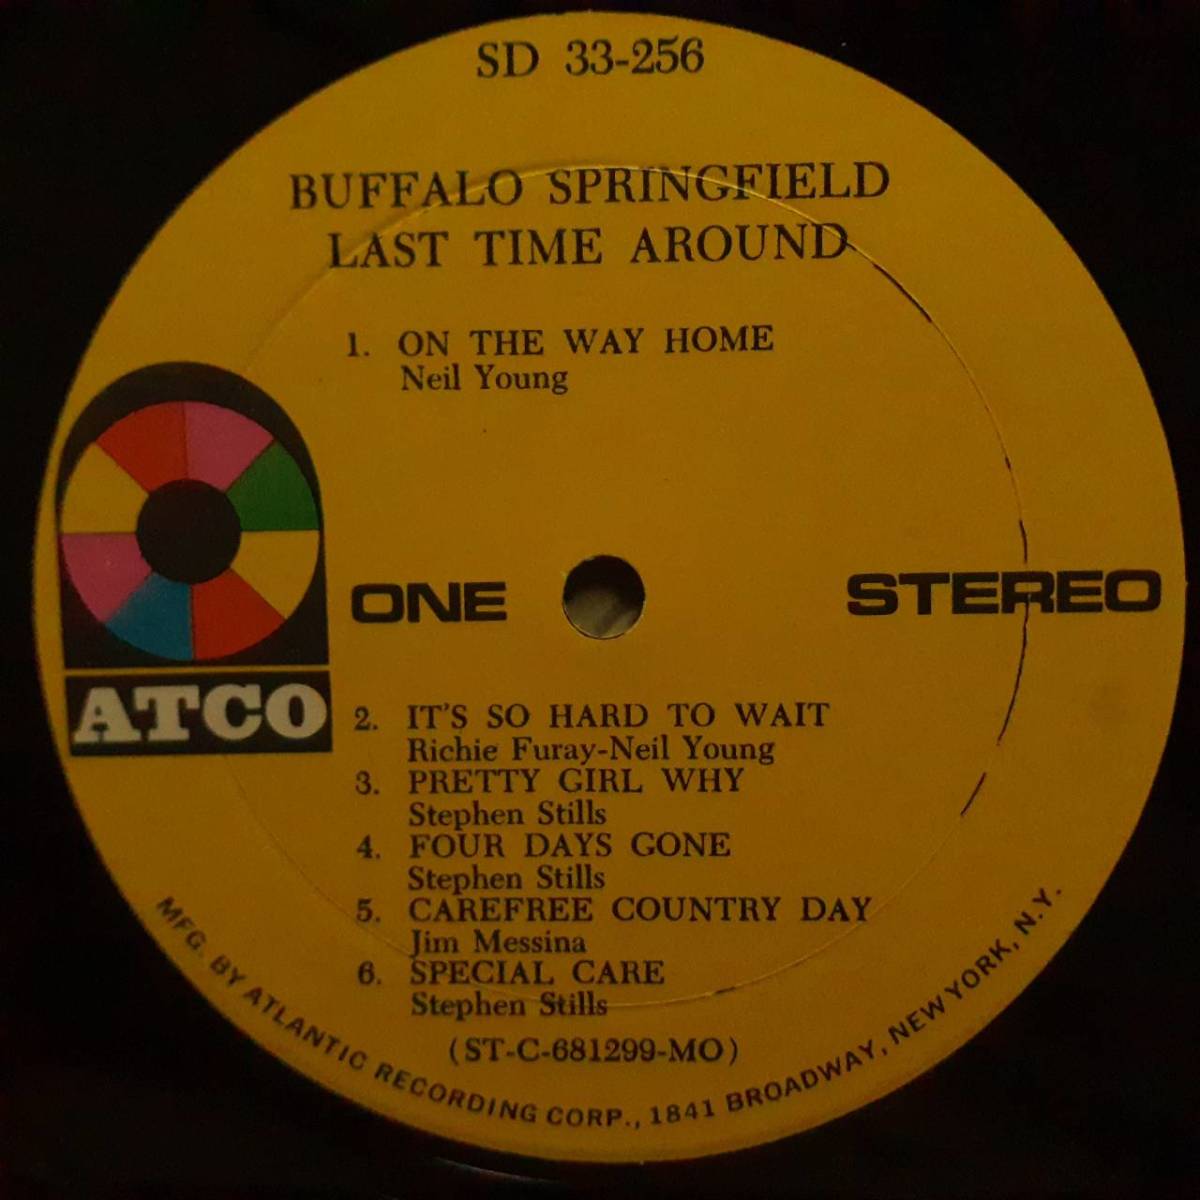 SD 33-256
BUFFALO SPRINGFIELD
LAST TIME AROUND
1. ON THE WAY HOME
Neil Young
ATCO
ONE
STEREO
2. IT'S SO HARD TO WAIT
Richie Furay-Neil Young
3. PRETTY GIRL WHY
Stephen Stills
4. FOUR DAYS GONE
Stephen Stills
5. CAREFREE COUNTRY DAY
Jim Messina
6. SPECIAL CARE
Stephen Stills
(ST-C-681299-MO)
MFG. BY ATLANTIC RECORDING CORP., 1841 BROADWAY, NEW YORK, N.Y.